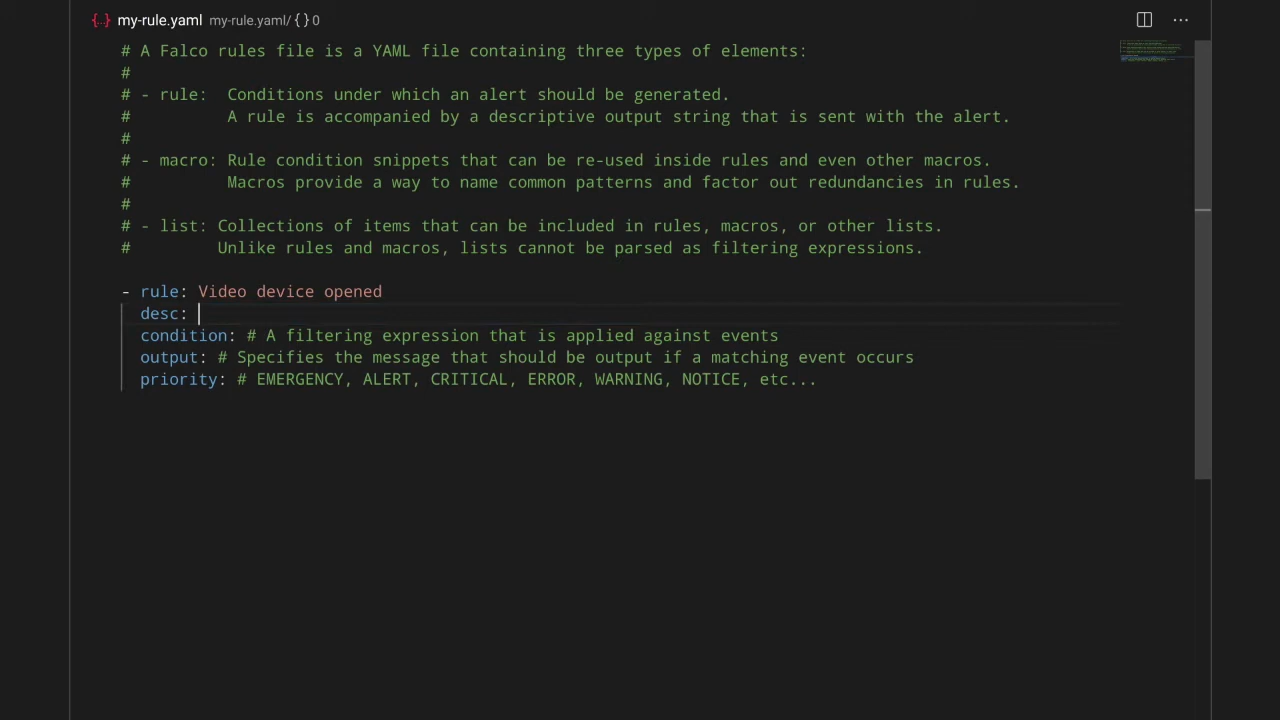 {..} my-rule.yaml my-rule.yaml/ { } 0 ...
# A Falco rules file is a YAML file containing three types of elements:
#
# - rule:  Conditions under which an alert should be generated.
#          A rule is accompanied by a descriptive output string that is sent with the alert.
#
# - macro: Rule condition snippets that can be re-used inside rules and even other macros.
#          Macros provide a way to name common patterns and factor out redundancies in rules.
#
# - list: Collections of items that can be included in rules, macros, or other lists.
#         Unlike rules and macros, lists cannot be parsed as filtering expressions.
- rule: Video device opened
  desc:
  condition: # A filtering expression that is applied against events
  output: # Specifies the message that should be output if a matching event occurs
  priority: # EMERGENCY, ALERT, CRITICAL, ERROR, WARNING, NOTICE, etc...